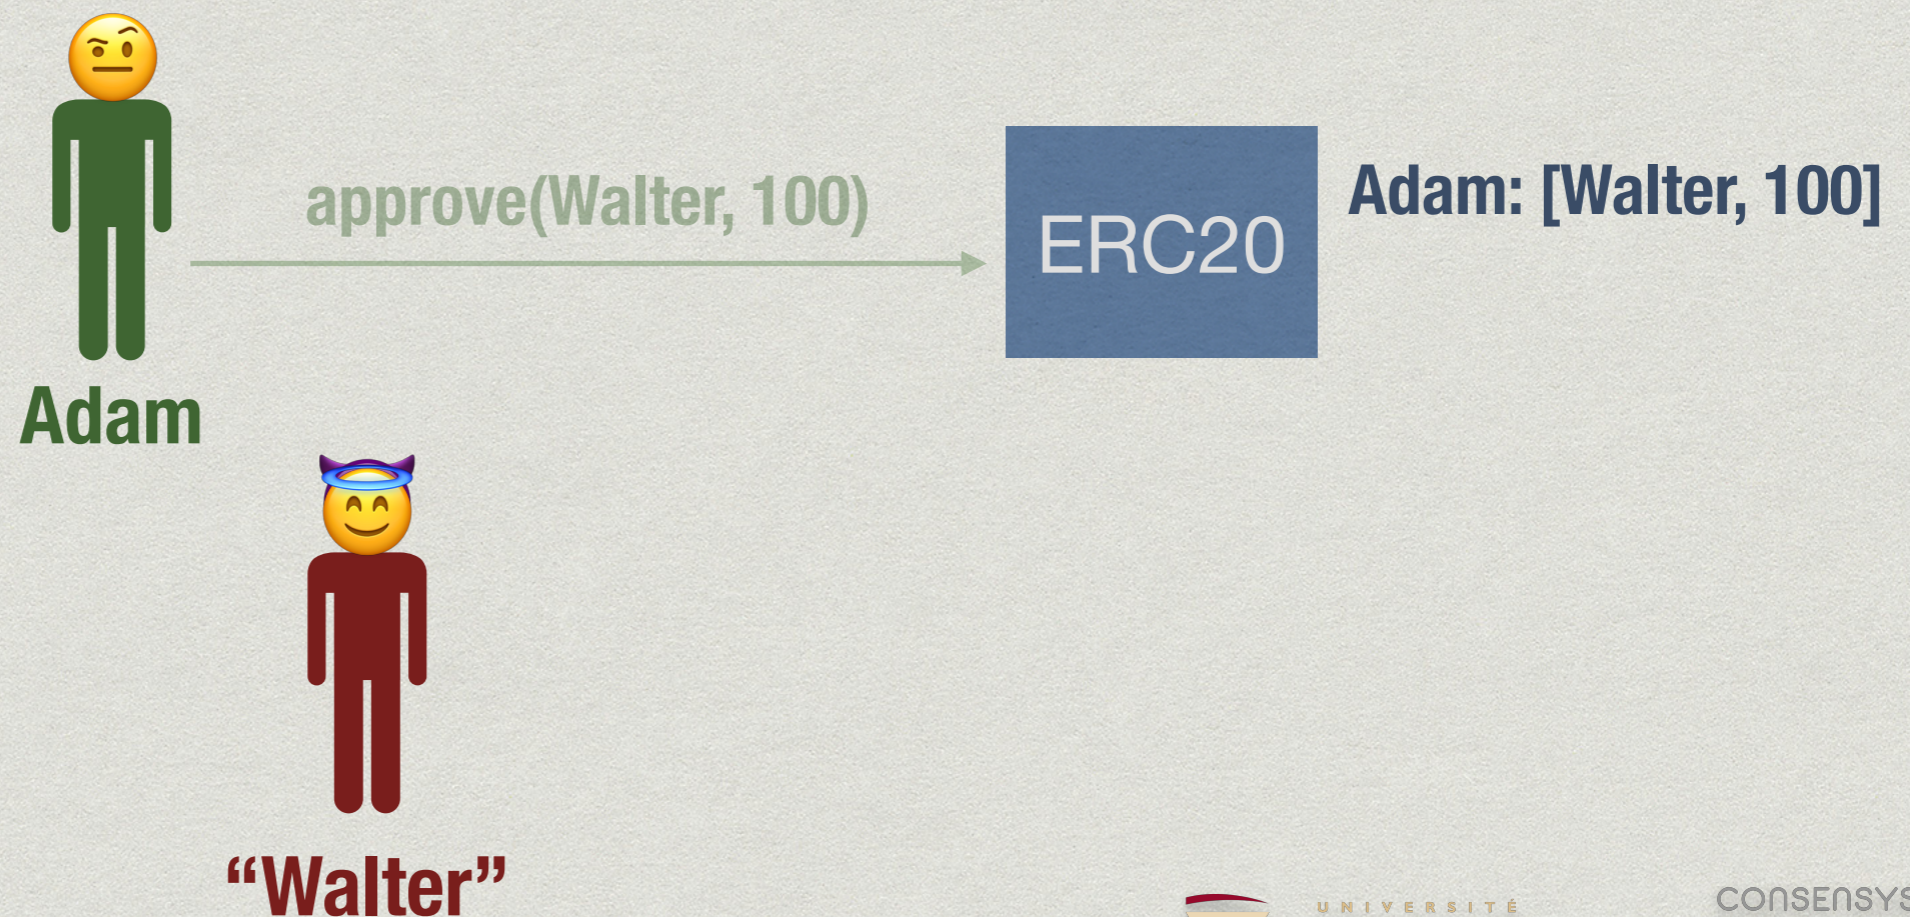 approve(Walter, 100)
ERC20
Adam: [Walter, 100]
Adam
“Walter”
UNIVERSITÉ
CONSENSYS